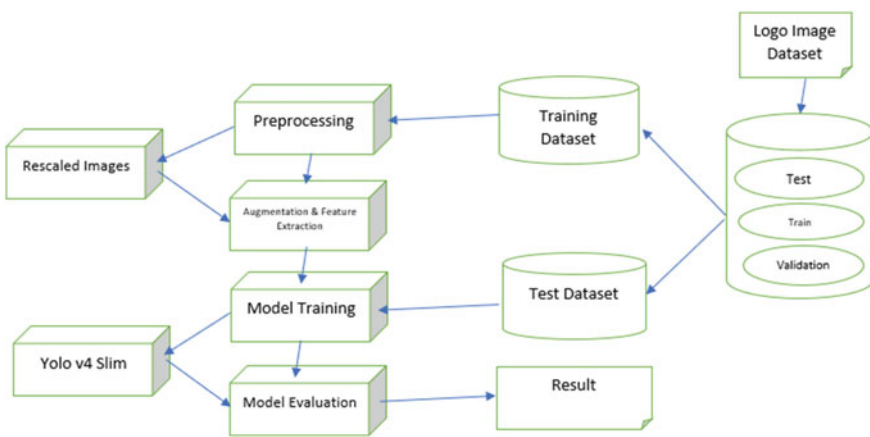 Logo Image
Dataset
Preprocessing
Training
Dataset
Rescaled Images
Test
Augmentation & Feature
Extraction
Train
Validation
Model Training
Test Dataset
Yolo v4 Slim
Model Evaluation
Result